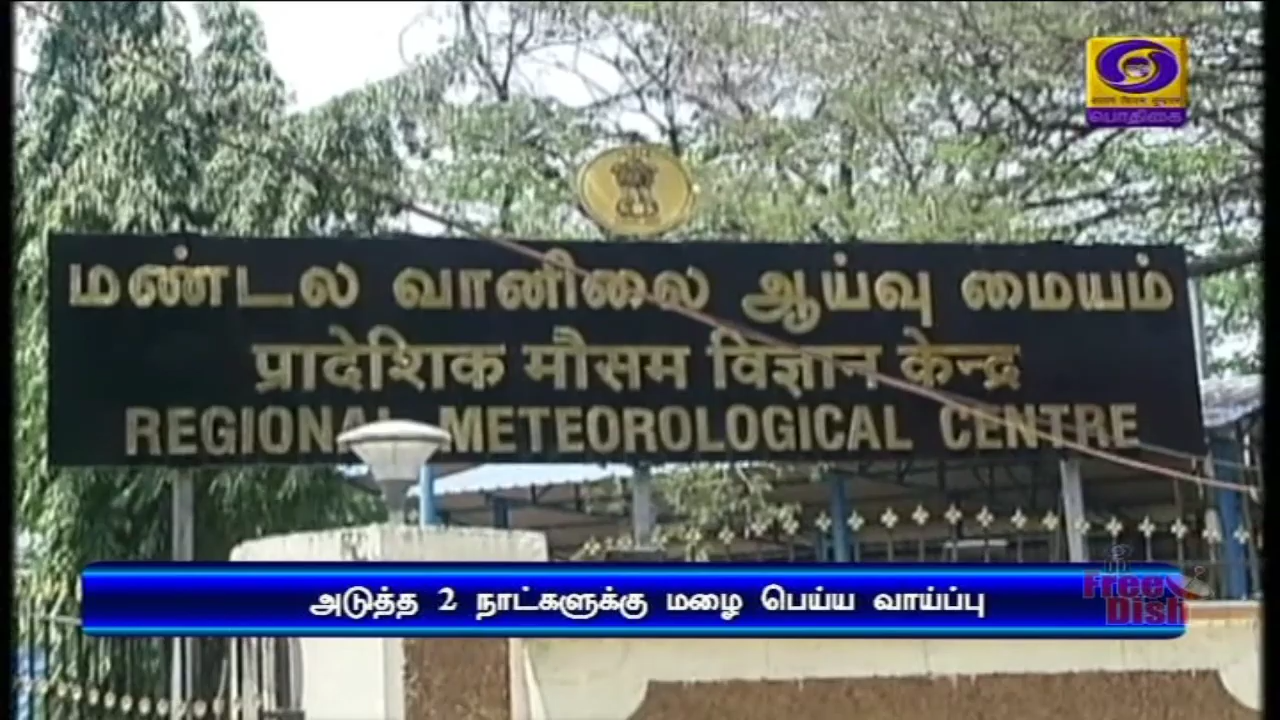 பொதிகை
மண்டல வானிலை ஆய்வு மையம்
प्रादेशिक मौसम विज्ञान केन्द्र
REGIONAL METEOROLOGICAL CENTRE
அடுத்த 2 நாட்களுக்கு மழை பெய்ய வாய்ப்பு
Free
Dish